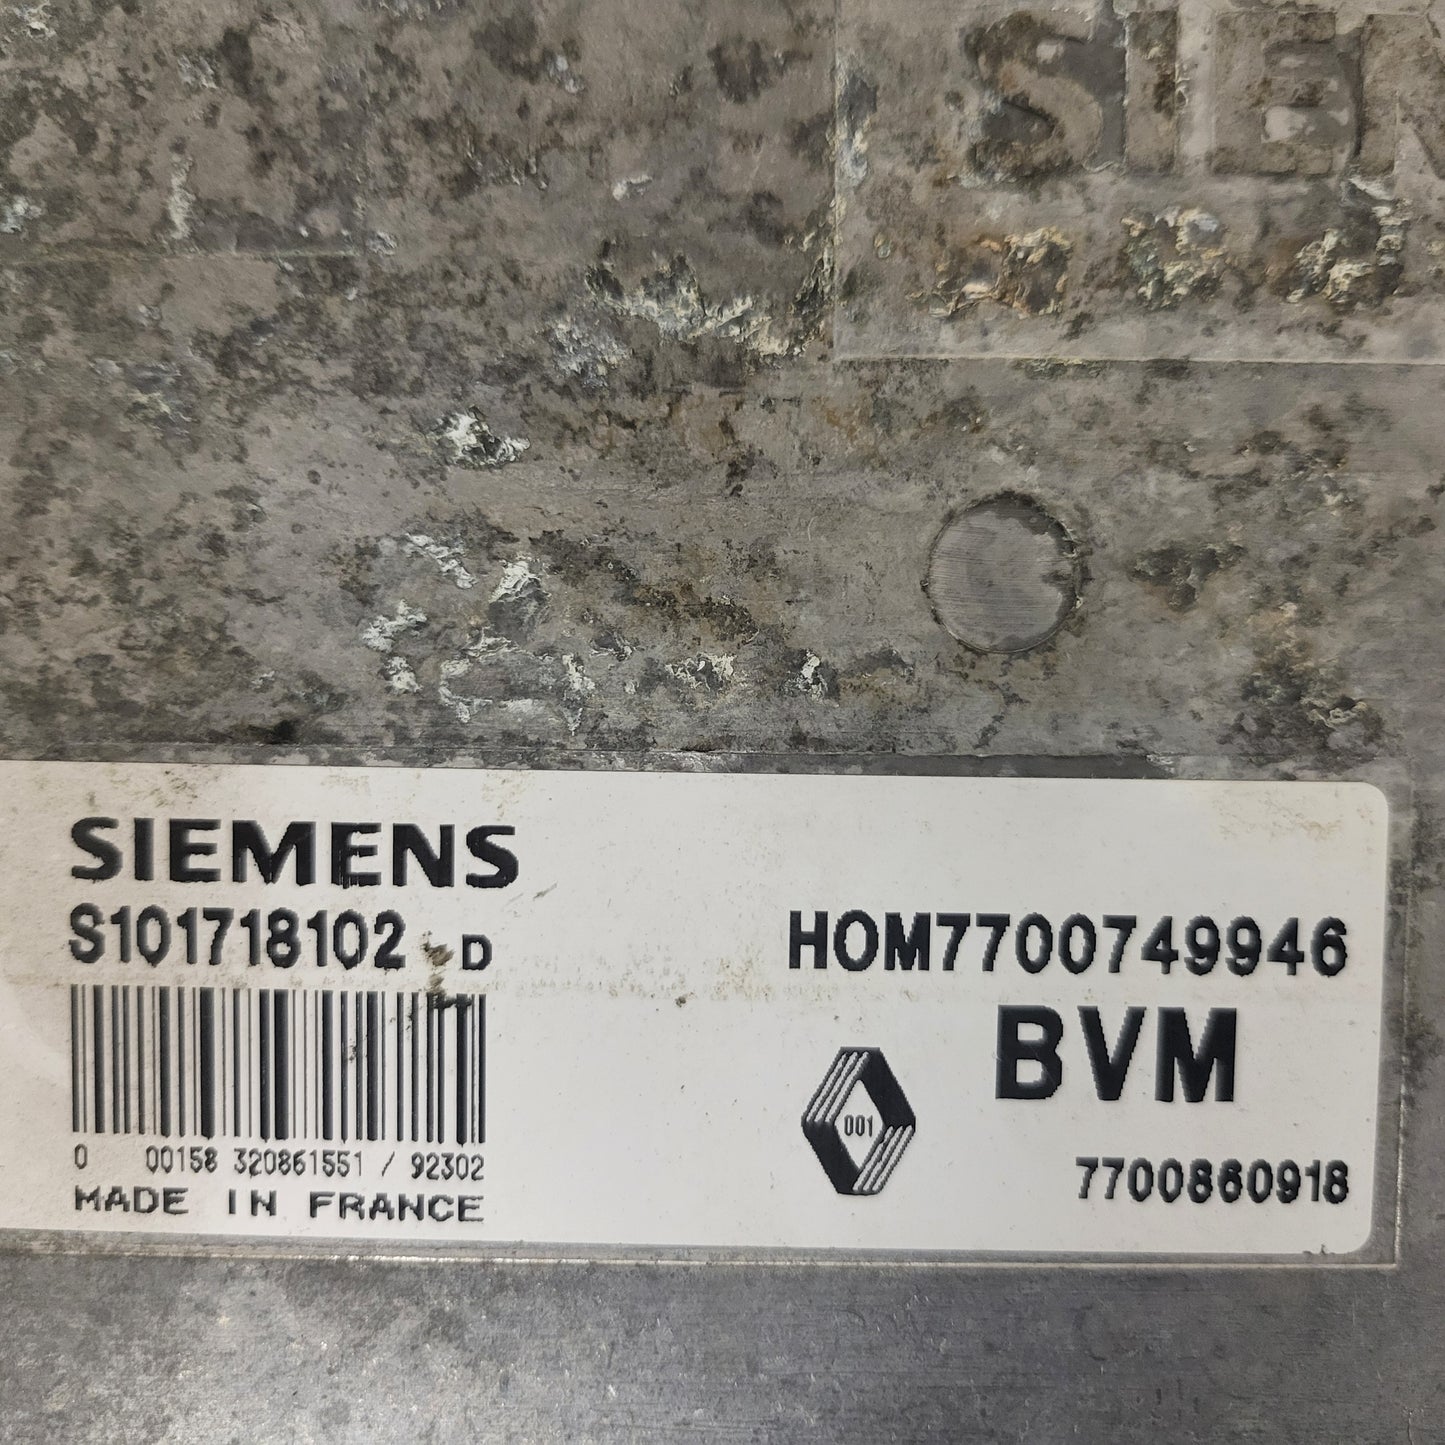 SIEMENS
S101718102 D
0 00158 320861551 / 92302
MADE IN FRANCE
HOM7700749946
BVM
001
7700860918